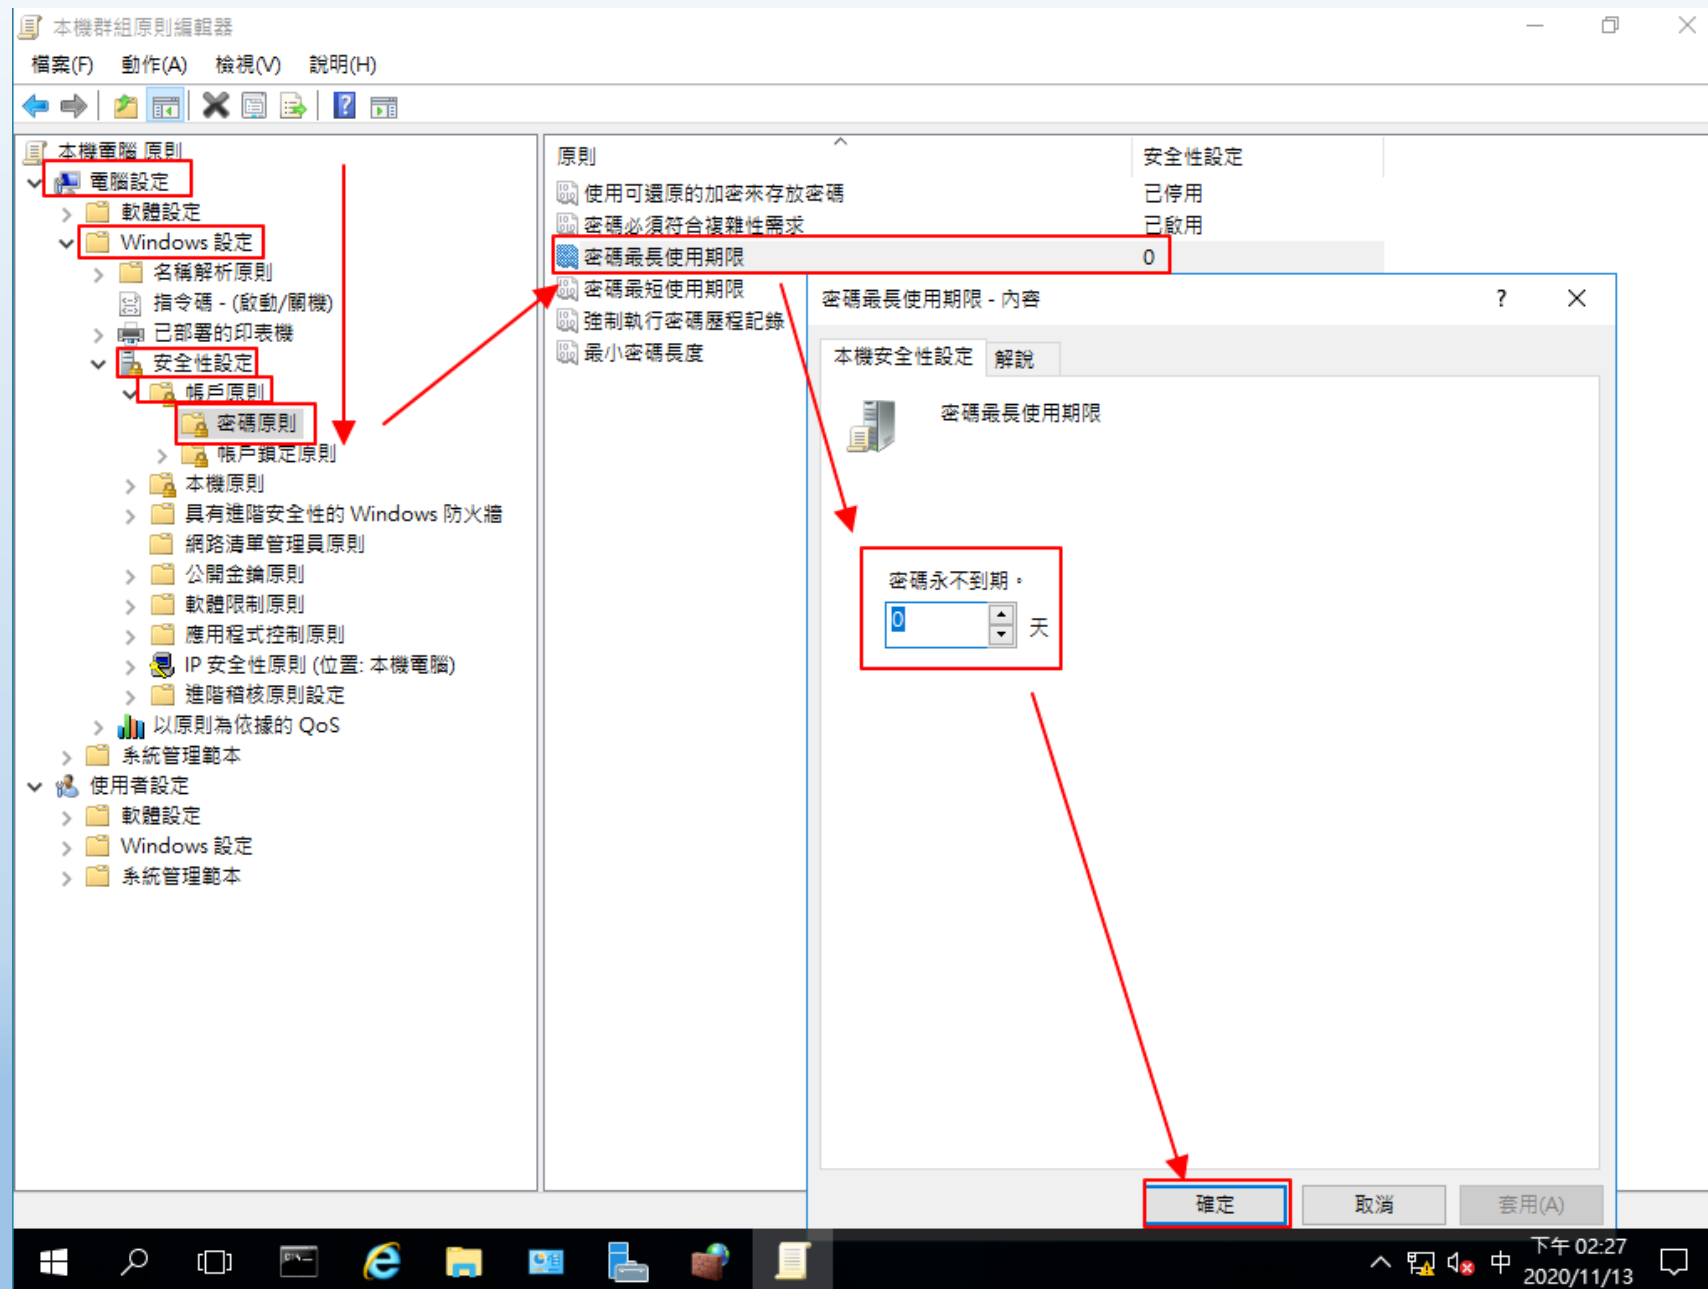 本機群組原則編輯器
檔案(F) 動作(A) 檢視(V) 說明(H)
本機電腦 原則
電腦設定
軟體設定
Windows 設定
名稱解析原則
指令碼 - (啟動/關機)
已部署的印表機
安全性設定
帳戶原則
密碼原則
帳戶鎖定原則
本機原則
具有進階安全性的 Windows 防火牆
網路清單管理員原則
公開金鑰原則
軟體限制原則
應用程式控制原則
IP 安全性原則 (位置: 本機電腦)
進階稽核原則設定
以原則為依據的 QoS
系統管理範本
使用者設定
軟體設定
Windows 設定
系統管理範本
原則 安全性設定
使用可還原的加密來存放密碼 已停用
密碼必須符合複雜性需求 已啟用
密碼最長使用期限 0
密碼最短使用期限
強制執行密碼歷程記錄
最小密碼長度
密碼最長使用期限 - 內容
本機安全性設定 解說
密碼最長使用期限
密碼永不到期。
0 天
確定 取消 套用(A)
中
下午 02:27
2020/11/13